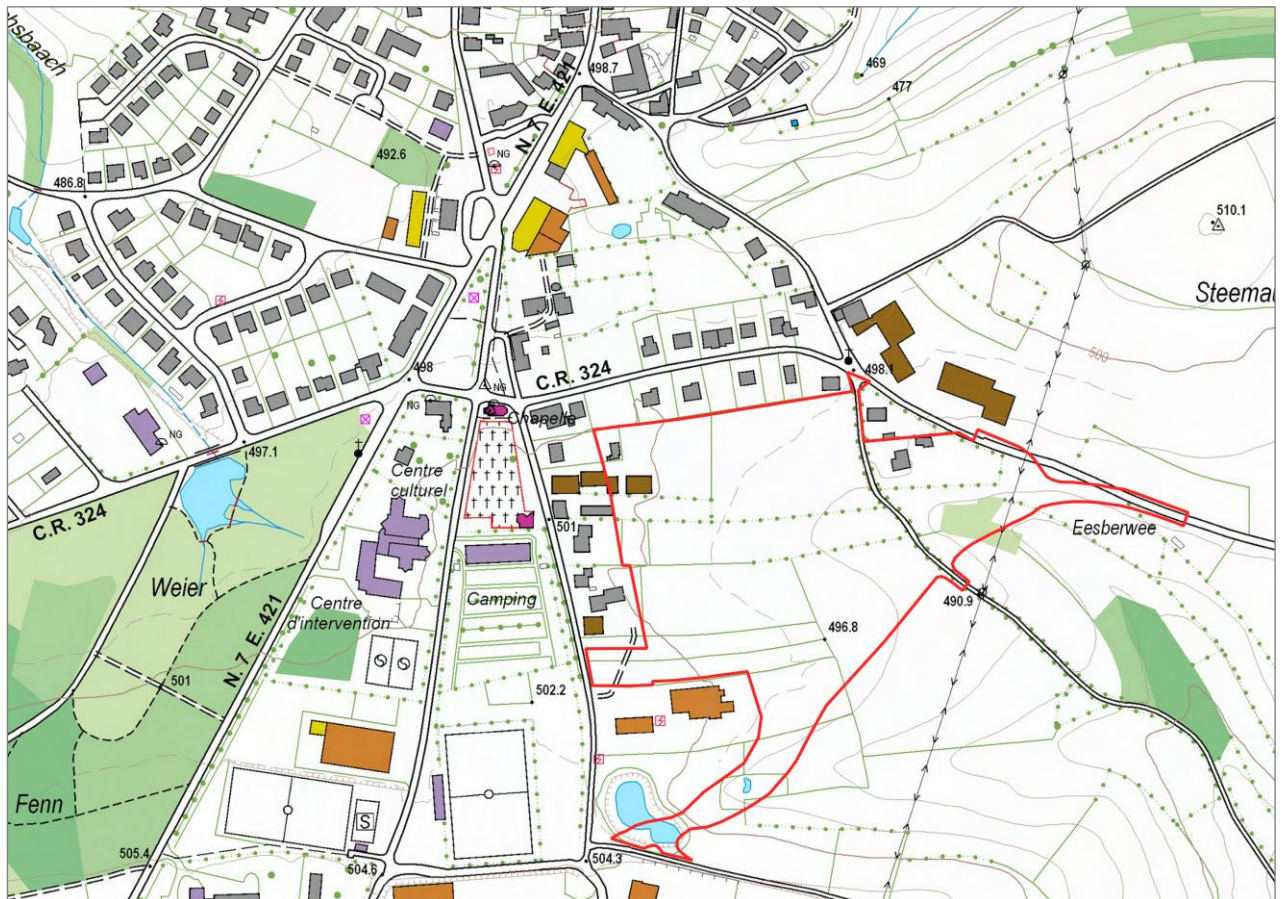 498.7
469
477
N. 7 E. 421
NG
492.6
486.8
510.1
Steemal
500
498
C.R. 324
498.1
NG
NG
Chapelle
497.1
NG
Centre
culturel
C.R. 324
501
Eesberwee
Weier
Camping
490.9
Centre
d'intervention
496.8
N. 7 E. 421
501
502.2
Fenn
S
505.4
504.6
504.3